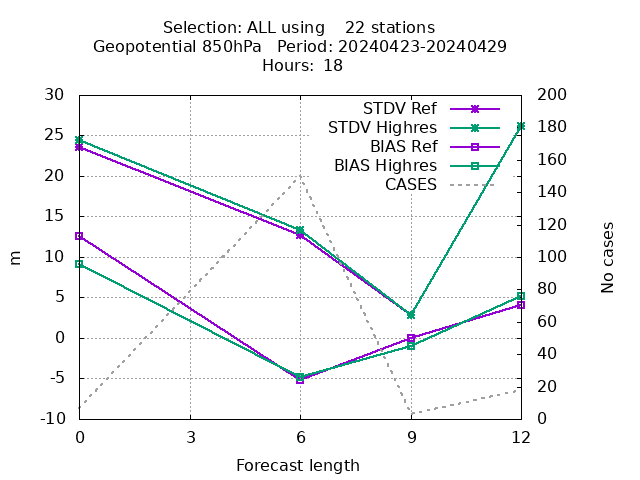 Selection: ALL using 22 stations
Geopotential 850hPa Period: 20240423-20240429
Hours: 18
STDV Ref
STDV Highres
BIAS Ref
BIAS Highres
CASES
30
25
20
15
10
5
0
-5
-10
m
200
180
160
140
120
100
80
60
40
20
0
No cases
0 3 6 9 12
Forecast length